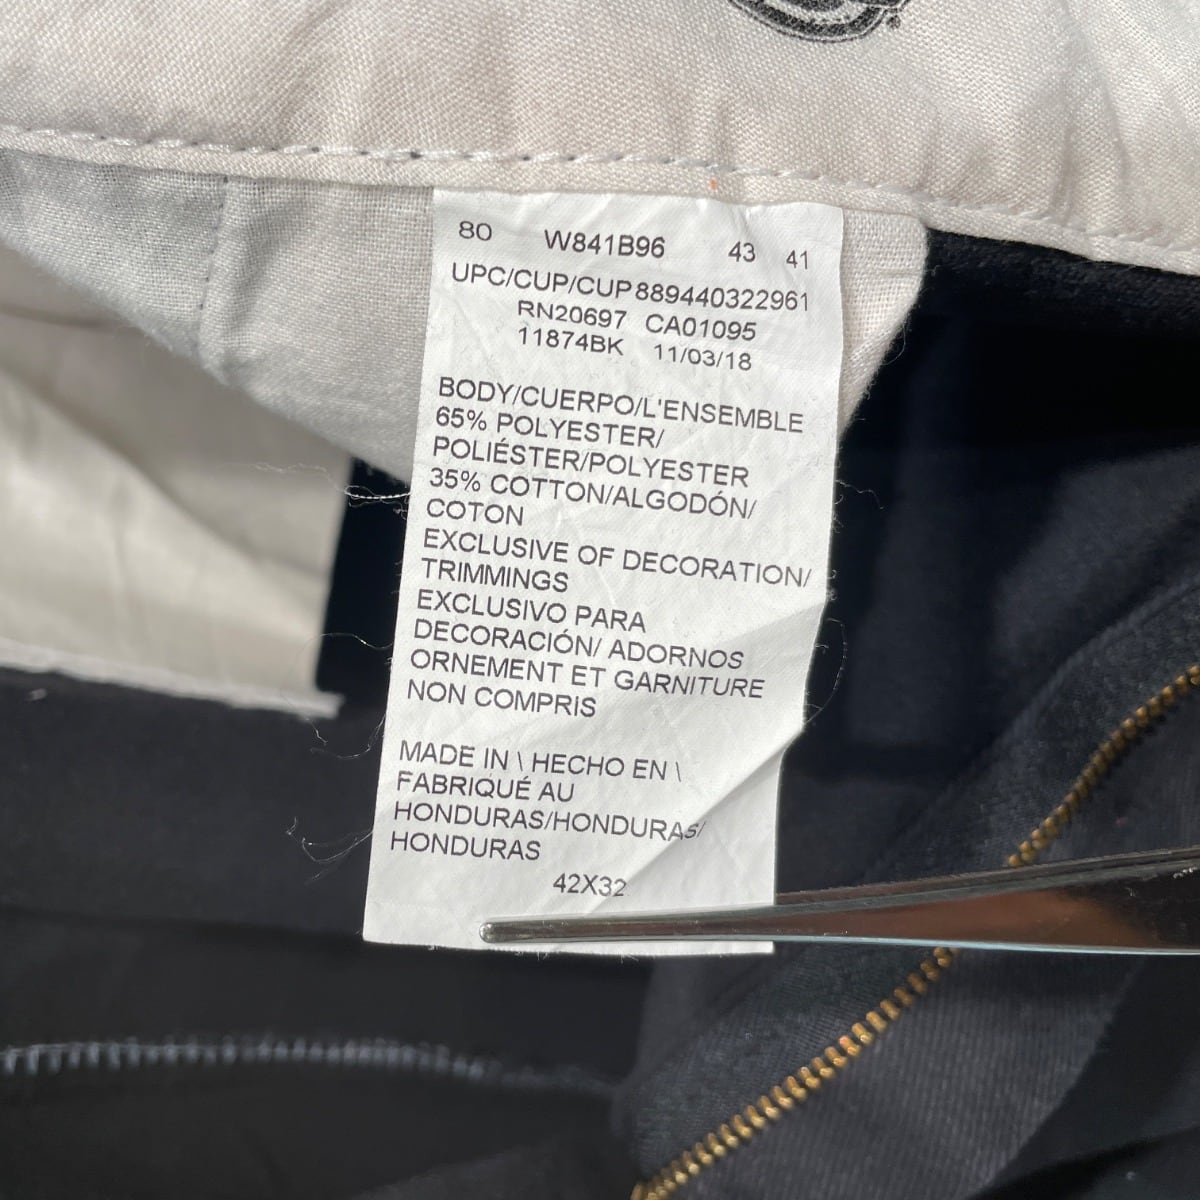 80 W841B96 43 41
UPC/CUP/CUP889440322961
RN20697 CA01095
11874BK 11/03/18
BODY/CUERPO/L'ENSEMBLE
65% POLYESTER/
POLIÉSTER/POLYESTER
35% COTTON/ALGODÓN/
COTON
EXCLUSIVE OF DECORATION/
TRIMMINGS
EXCLUSIVO PARA
DECORACIÓN/ ADORNOS
ORNEMENT ET GARNITURE
NON COMPRIS
MADE IN \ HECHO EN \
FABRIQUÉ AU
HONDURAS/HONDURAS/
HONDURAS
42X32